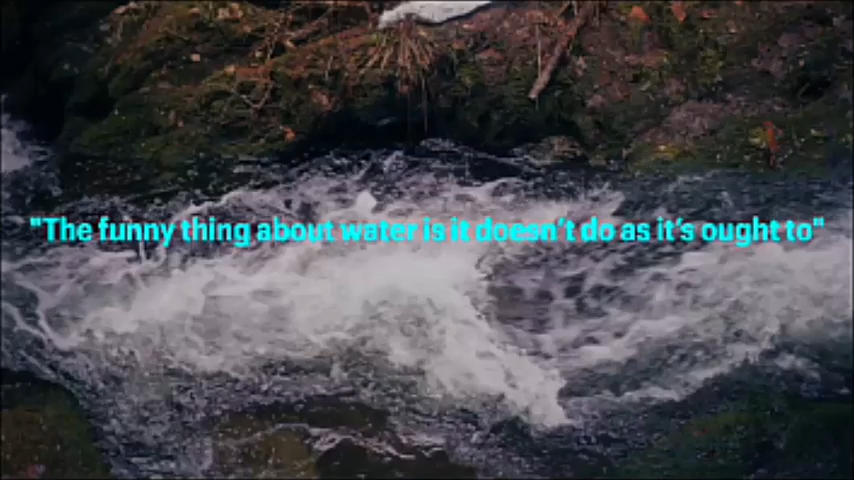 "The funny thing about water is it doesn't do as it's ought to"